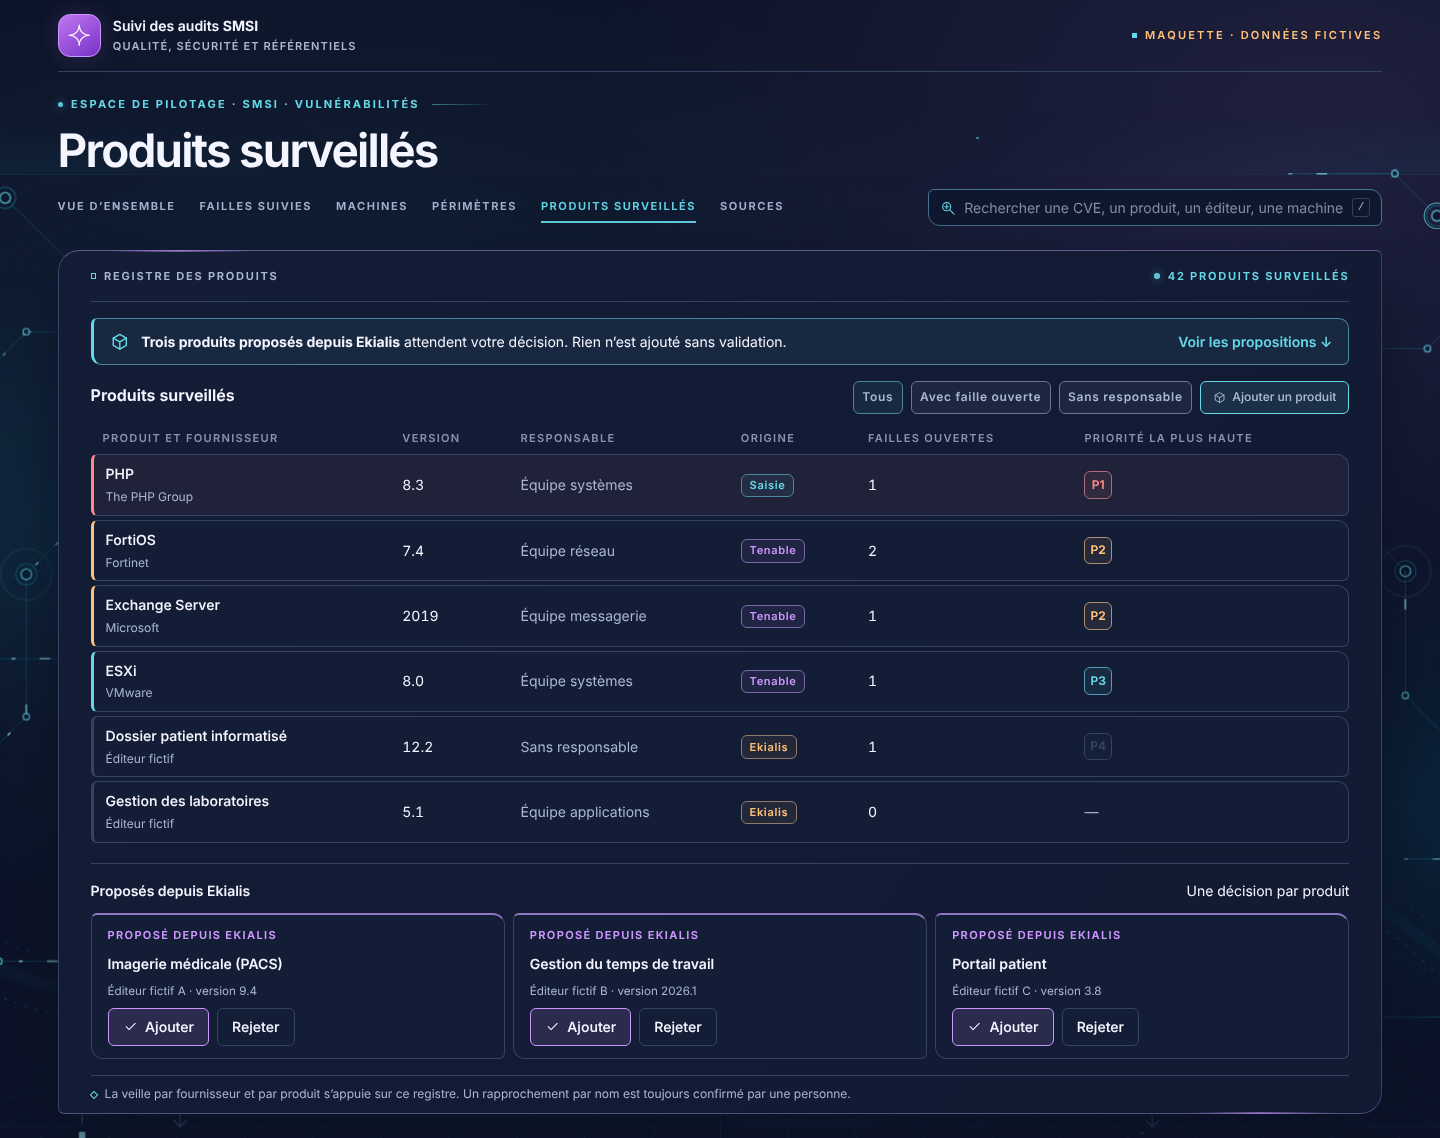 Suivi des audits SMSI
QUALITÉ, SÉCURITÉ ET RÉFÉRENTIELS
MAQUETTE · DONNÉES FICTIVES
ESPACE DE PILOTAGE · SMSI · VULNÉRABILITÉS
Produits surveillés
VUE D’ENSEMBLE FAILLES SUIVIES MACHINES PÉRIMÈTRES PRODUITS SURVEILLÉS SOURCES
Rechercher une CVE, un produit, un éditeur, une machine /
REGISTRE DES PRODUITS
42 PRODUITS SURVEILLÉS
Trois produits proposés depuis Ekialis attendent votre décision. Rien n’est ajouté sans validation.
Voir les propositions ↓
Produits surveillés
Tous Avec faille ouverte Sans responsable Ajouter un produit
PRODUIT ET FOURNISSEUR VERSION RESPONSABLE ORIGINE FAILLES OUVERTES PRIORITÉ LA PLUS HAUTE
PHP
The PHP Group
8.3 Équipe systèmes Saisie 1 P1
FortiOS
Fortinet
7.4 Équipe réseau Tenable 2 P2
Exchange Server
Microsoft
2019 Équipe messagerie Tenable 1 P2
ESXi
VMware
8.0 Équipe systèmes Tenable 1 P3
Dossier patient informatisé
Éditeur fictif
12.2 Sans responsable Ekialis 1 P4
Gestion des laboratoires
Éditeur fictif
5.1 Équipe applications Ekialis 0 —
Proposés depuis Ekialis
Une décision par produit
PROPOSÉ DEPUIS EKIALIS
Imagerie médicale (PACS)
Éditeur fictif A · version 9.4
Ajouter Rejeter
PROPOSÉ DEPUIS EKIALIS
Gestion du temps de travail
Éditeur fictif B · version 2026.1
Ajouter Rejeter
PROPOSÉ DEPUIS EKIALIS
Portail patient
Éditeur fictif C · version 3.8
Ajouter Rejeter
La veille par fournisseur et par produit s’appuie sur ce registre. Un rapprochement par nom est toujours confirmé par une personne.